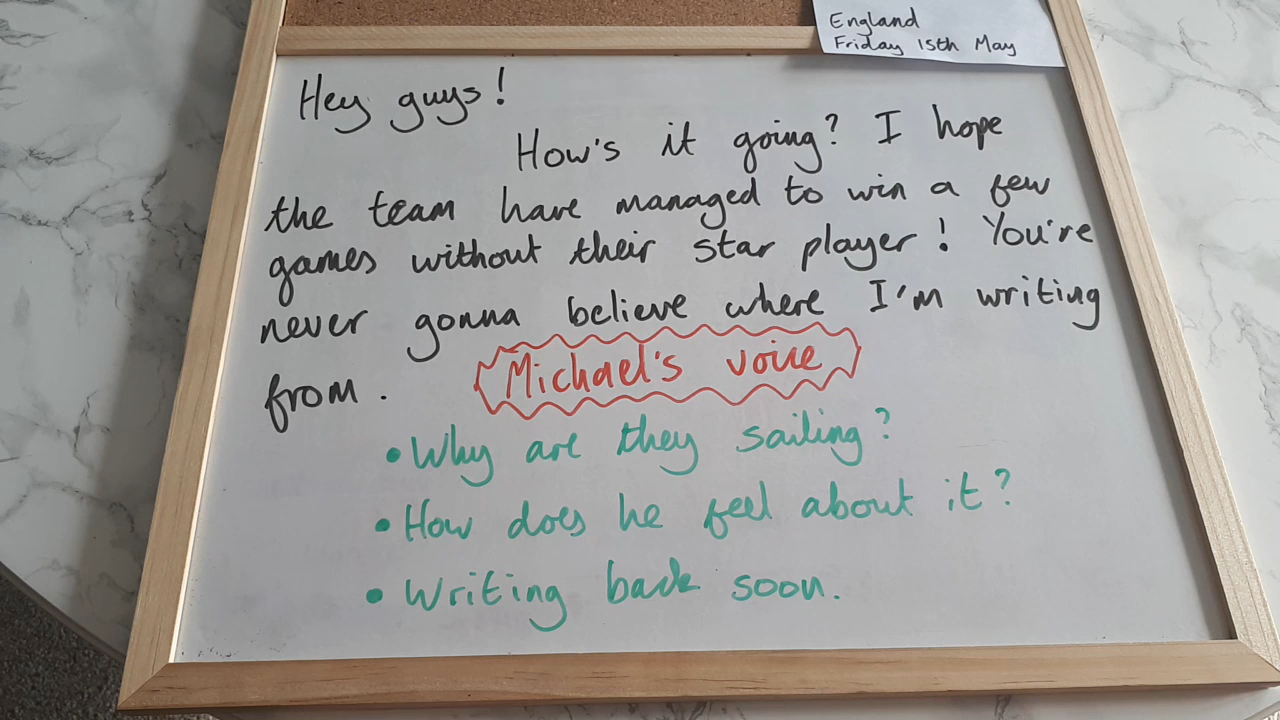 England
Friday 15th May
Hey guys!
How's it going? I hope
the team have managed to win a few
games without their star player! You're
never gonna believe where I'm writing
from.
Michael's voice
• Why are they sailing?
• How does he feel about it?
• Writing back soon.